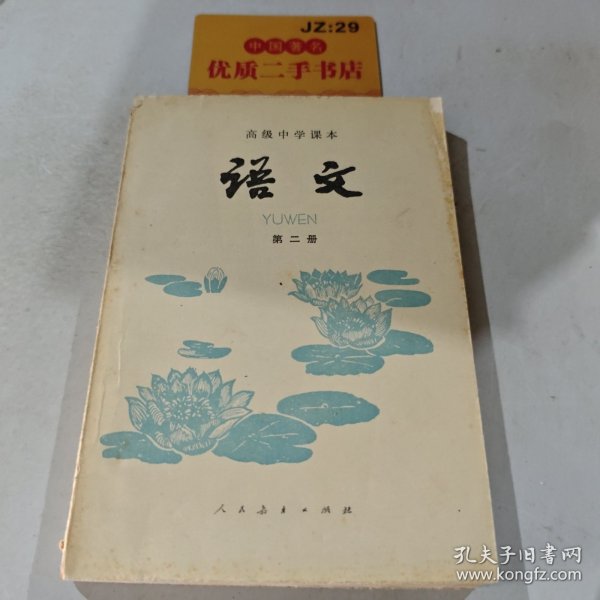 JZ:29
中国著名
优质二手书店
高级中学课本
语文
YUWEN
第二册
人民教育出版社
孔夫子旧书网
www.kongfz.com